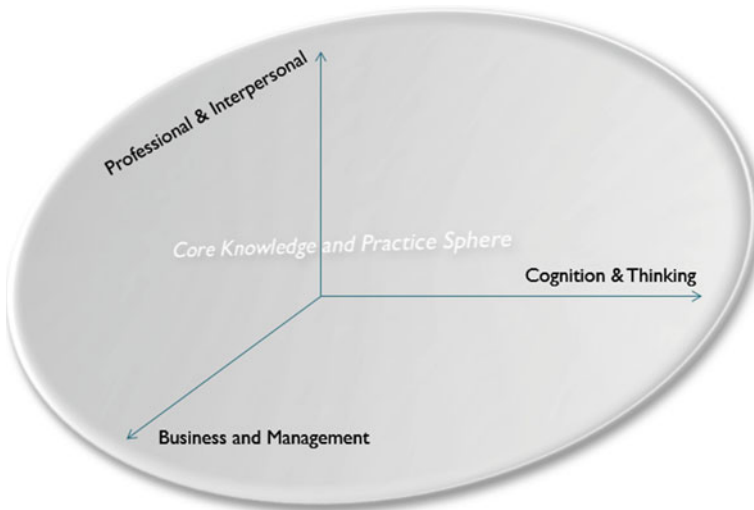 Professional & Interpersonal
Core Knowledge and Practice Sphere
Cognition & Thinking
Business and Management